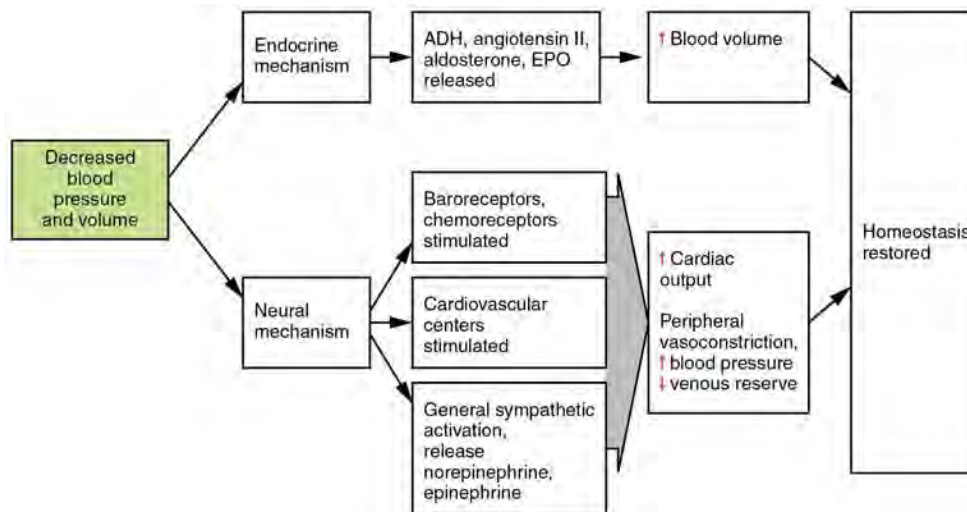 Decreased
blood
pressure
and volume
Endocrine
mechanism
ADH, angiotensin II,
aldosterone, EPO
released
↑ Blood volume
Neural
mechanism
Baroreceptors,
chemoreceptors
stimulated
Cardiovascular
centers
stimulated
General sympathetic
activation,
release
norepinephrine,
epinephrine
↑ Cardiac
output
Peripheral
vasoconstriction,
↑ blood pressure
↓ venous reserve
Homeostasis
restored